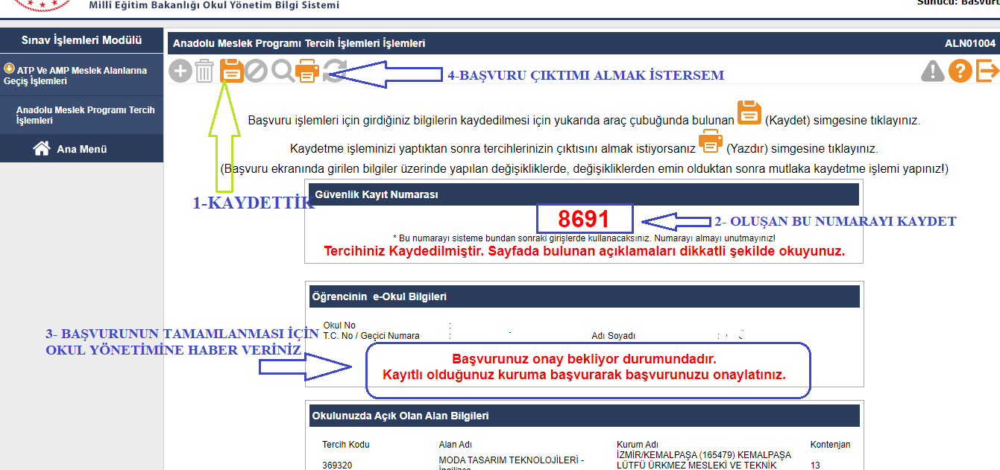 Millî Eğitim Bakanlığı Okul Yönetim Bilgi Sistemi
Sunucu: Başvuru
Sınav İşlemleri Modülü
ATP Ve AMP Meslek Alanlarına
Geçiş İşlemleri
Anadolu Meslek Programı Tercih
İşlemleri
Ana Menü
Anadolu Meslek Programı Tercih İşlemleri İşlemleri
ALN01004
4-BAŞVURU ÇIKTIMI ALMAK İSTERSEM
Başvuru işlemleri için girdiğiniz bilgilerin kaydedilmesi için yukarıda araç çubuğunda bulunan (Kaydet) simgesine tıklayınız.
Kaydetme işleminizi yaptıktan sonra tercihlerinizin çıktısını almak istiyorsanız (Yazdır) simgesine tıklayınız.
(Başvuru ekranında girilen bilgiler üzerinde yapılan değişikliklerde, değişikliklerden emin olduktan sonra mutlaka kaydetme işlemi yapınız!)
1-KAYDETTİK
Güvenlik Kayıt Numarası
8691
2- OLUŞAN BU NUMARAYI KAYDET
* Bu numarayı sisteme bundan sonraki girişlerde kullanacaksınız. Numarayı almayı unutmayınız!
Tercihiniz Kaydedilmiştir. Sayfada bulunan açıklamaları dikkatli şekilde okuyunuz.
Öğrencinin e-Okul Bilgileri
Okul No :
T.C. No / Geçici Numara : Adı Soyadı :
3- BAŞVURUNUN TAMAMLANMASI İÇİN
OKUL YÖNETİMİNE HABER VERİNİZ
Başvurunuz onay bekliyor durumundadır.
Kayıtlı olduğunuz kuruma başvurarak başvurunuzu onaylatınız.
Okulunuzda Açık Olan Alan Bilgileri
Tercih Kodu Alan Adı Kurum Adı Kontenjan
369320 MODA TASARIM TEKNOLOJİLERİ - İZMİR/KEMALPAŞA (165479) KEMALPAŞA 13
İngilizce LÜTFÜ ÜRKMEZ MESLEKİ VE TEKNİK